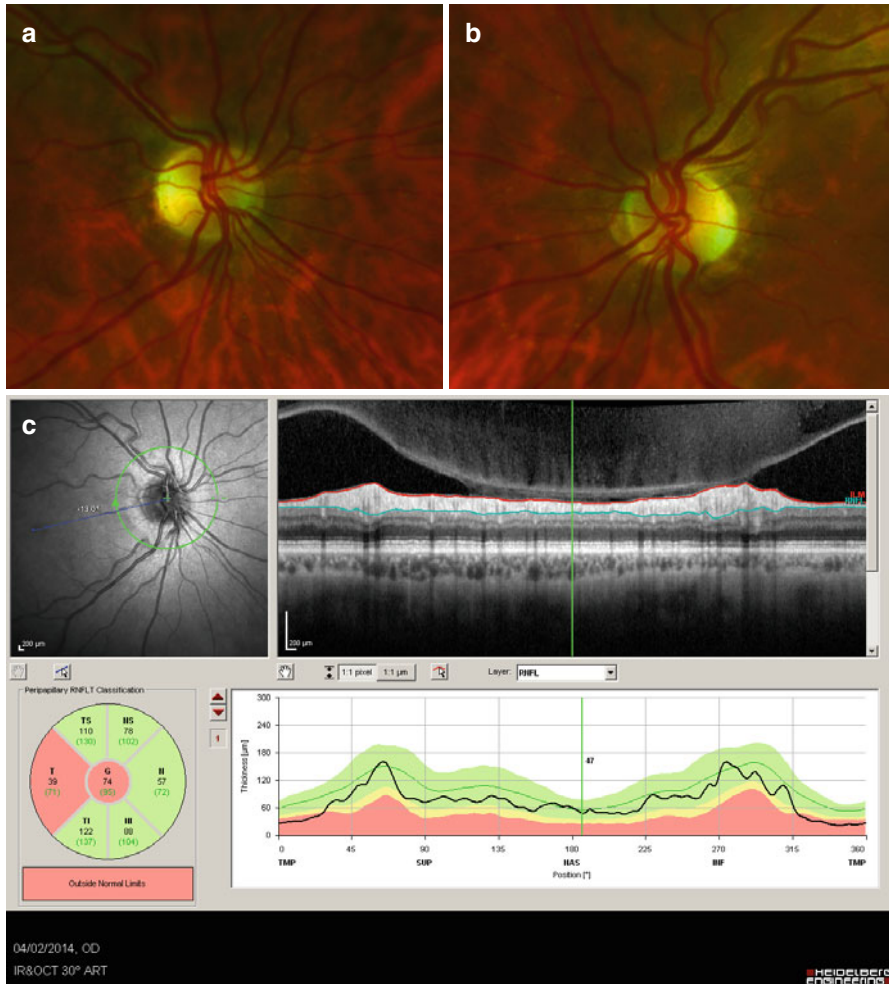 a
b
c
-13.0°
200 µm
ILM
RNFL
200 µm
1:1 pixel
1:1 µm
Layer:
RNFL
Peripapillary RNFLT Classification
TS
110
(130)
NS
78
(102)
T
39
(71)
G
74
(95)
N
57
(72)
TI
122
(137)
NI
88
(104)
Outside Normal Limits
1
Thickness [µm]
300
240
180
120
60
0
47
0
45
90
135
180
225
270
315
360
TMP
SUP
NAS
INF
TMP
Position [°]
04/02/2014, OD
IR&OCT 30° ART
HEIDELBERG
ENGINEERING